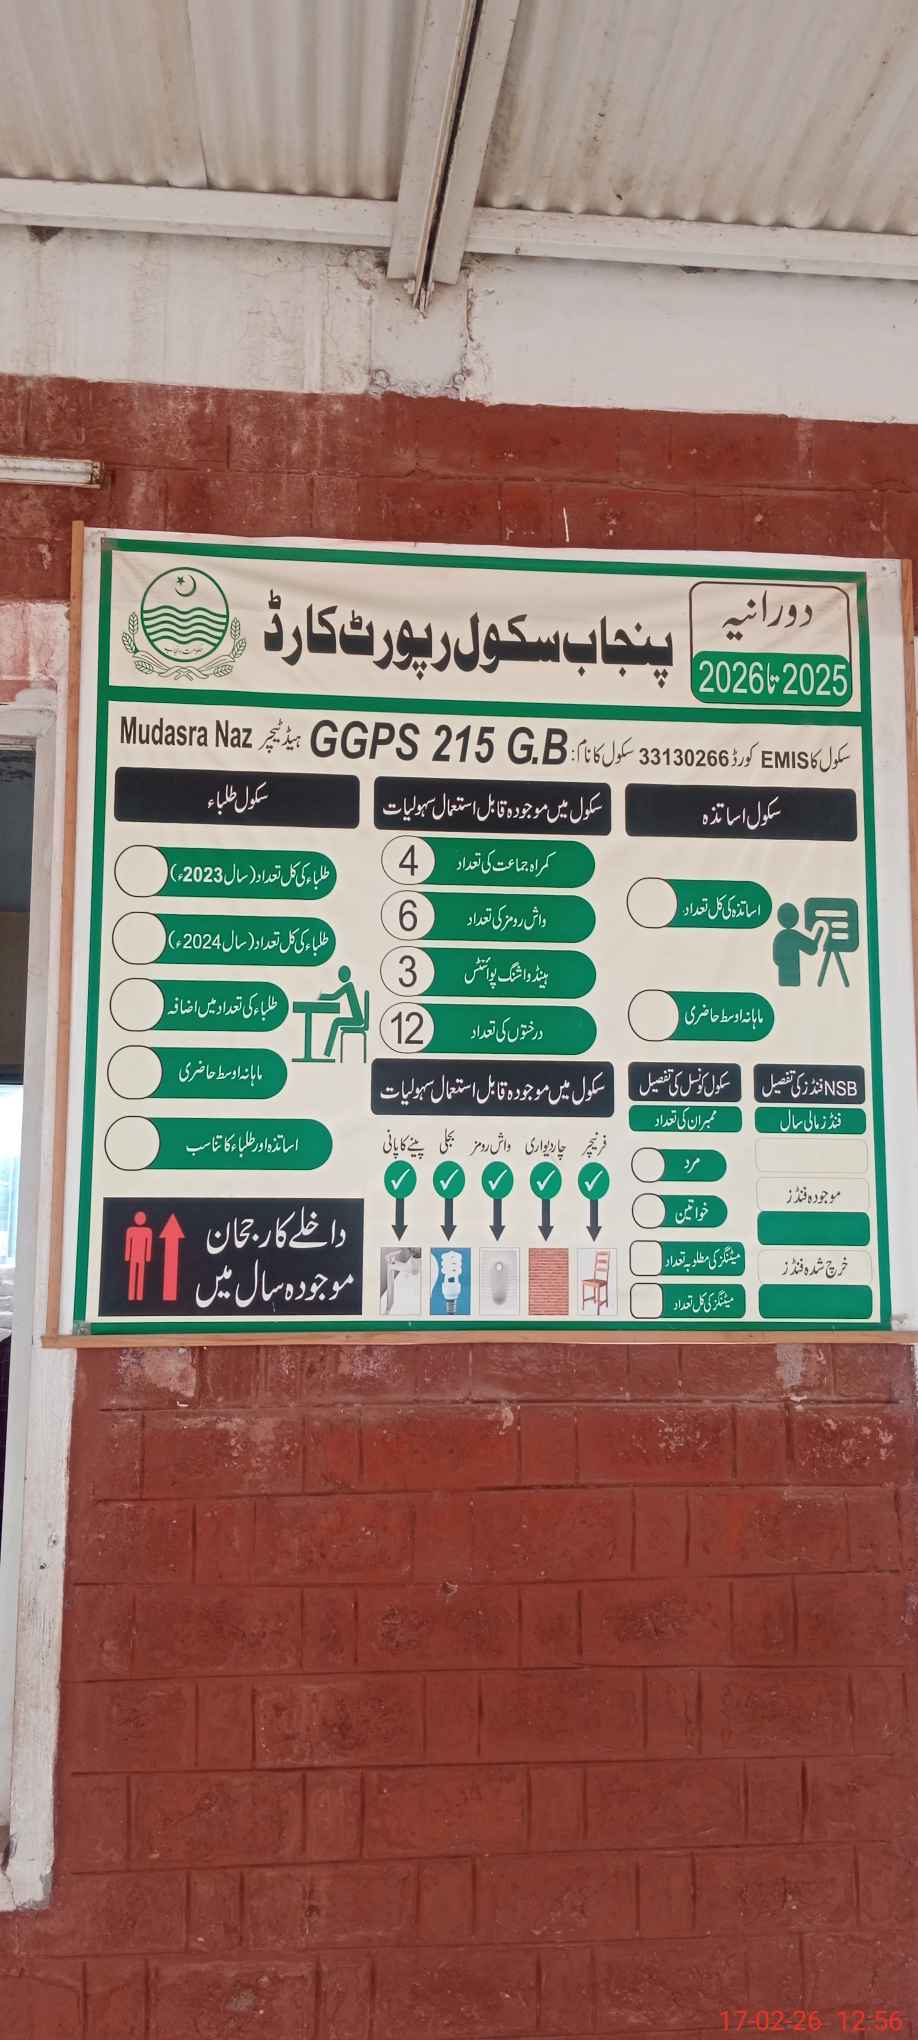 حکومت پنجاب
پنجاب سکول رپورٹ کارڈ
دورانیہ
2025 تا 2026
سکول کا EMIS کورڈ 33130266 سکول کا نام: GGPS 215 G.B ہیڈ ٹیچر Mudasra Naz
سکول اساتذہ
اساتذہ کی کل تعداد
ماہانہ اوسط حاضری
سکول میں موجودہ قابل استعمال سہولیات
کمراہ جماعت کی تعداد 4
واش رومز کی تعداد 6
ہینڈ واشنگ پوائنٹس 3
درختوں کی تعداد 12
سکول طلباء
طلباء کی کل تعداد (سال 2023ء)
طلباء کی کل تعداد (سال 2024ء)
طلباء کی تعداد میں اضافہ
ماہانہ اوسط حاضری
اساتذہ اور طلباء کا تناسب
NSB فنڈز کی تفصیل
فنڈز مالی سال
موجودہ فنڈز
خرچ شدہ فنڈز
سکول کونسل کی تفصیل
ممبران کی تعداد
مرد
خواتین
میٹنگز کی مطلوبہ تعداد
میٹنگز کی کل تعداد
سکول میں موجودہ قابل استعمال سہولیات
فرنیچر چاردیواری واش رومز بجلی پینے کا پانی
داخلے کا رجحان
موجودہ سال میں
17-02-26 12:56